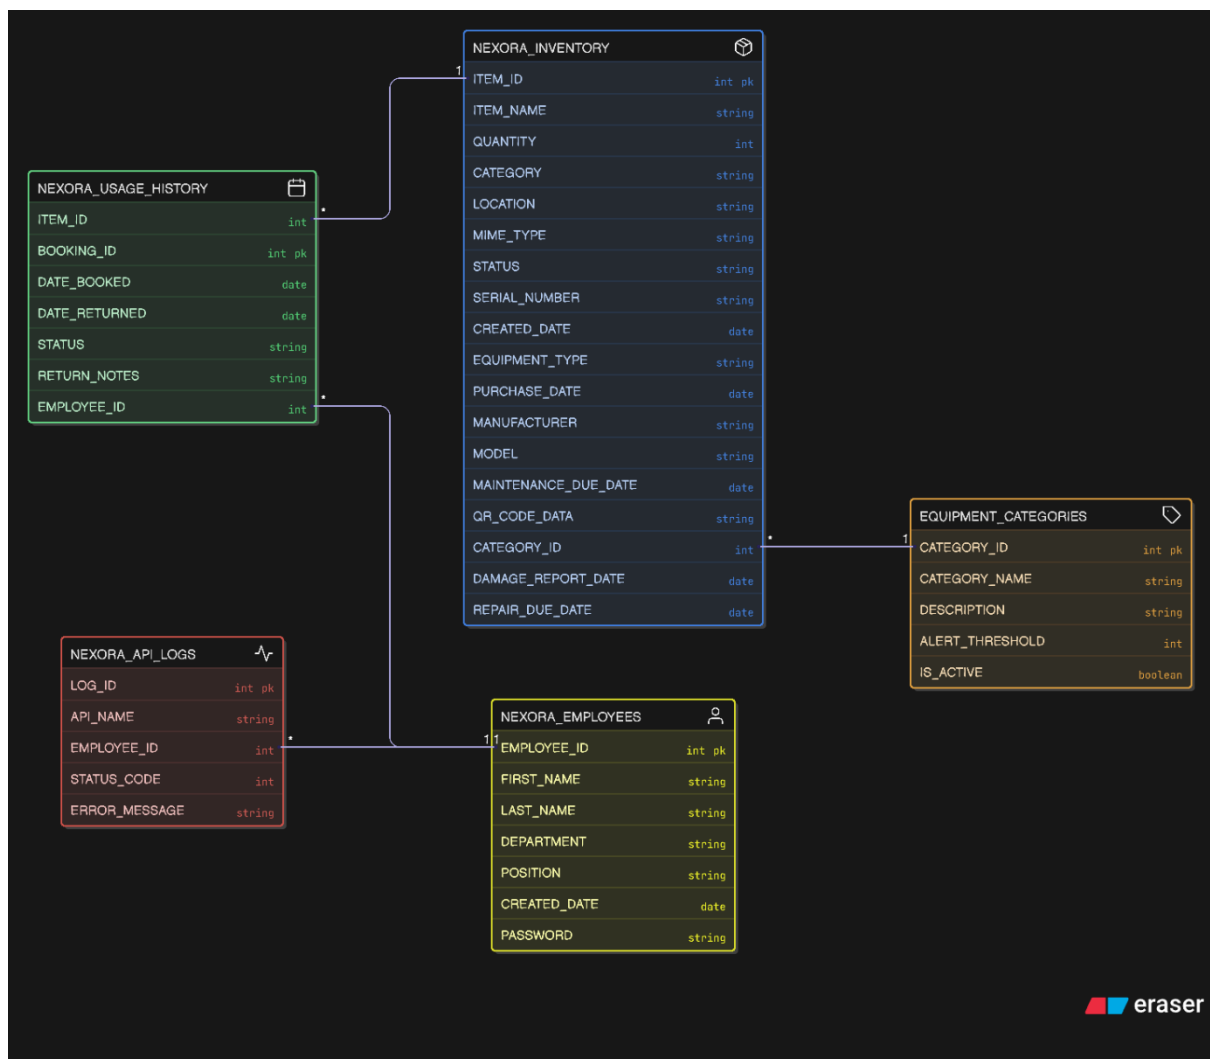 NEXORA_INVENTORY
1
ITEM_ID int pk
ITEM_NAME string
QUANTITY int
CATEGORY string
LOCATION string
MIME_TYPE string
STATUS string
SERIAL_NUMBER string
CREATED_DATE date
EQUIPMENT_TYPE string
PURCHASE_DATE date
MANUFACTURER string
MODEL string
MAINTENANCE_DUE_DATE date
QR_CODE_DATA string
CATEGORY_ID int *
DAMAGE_REPORT_DATE date
REPAIR_DUE_DATE date
NEXORA_USAGE_HISTORY
ITEM_ID int *
BOOKING_ID int pk
DATE_BOOKED date
DATE_RETURNED date
STATUS string
RETURN_NOTES string
EMPLOYEE_ID int *
EQUIPMENT_CATEGORIES
1 CATEGORY_ID int pk
CATEGORY_NAME string
DESCRIPTION string
ALERT_THRESHOLD int
IS_ACTIVE boolean
NEXORA_API_LOGS
LOG_ID int pk
API_NAME string
EMPLOYEE_ID int *
STATUS_CODE int
ERROR_MESSAGE string
NEXORA_EMPLOYEES
11 EMPLOYEE_ID int pk
FIRST_NAME string
LAST_NAME string
DEPARTMENT string
POSITION string
CREATED_DATE date
PASSWORD string
eraser